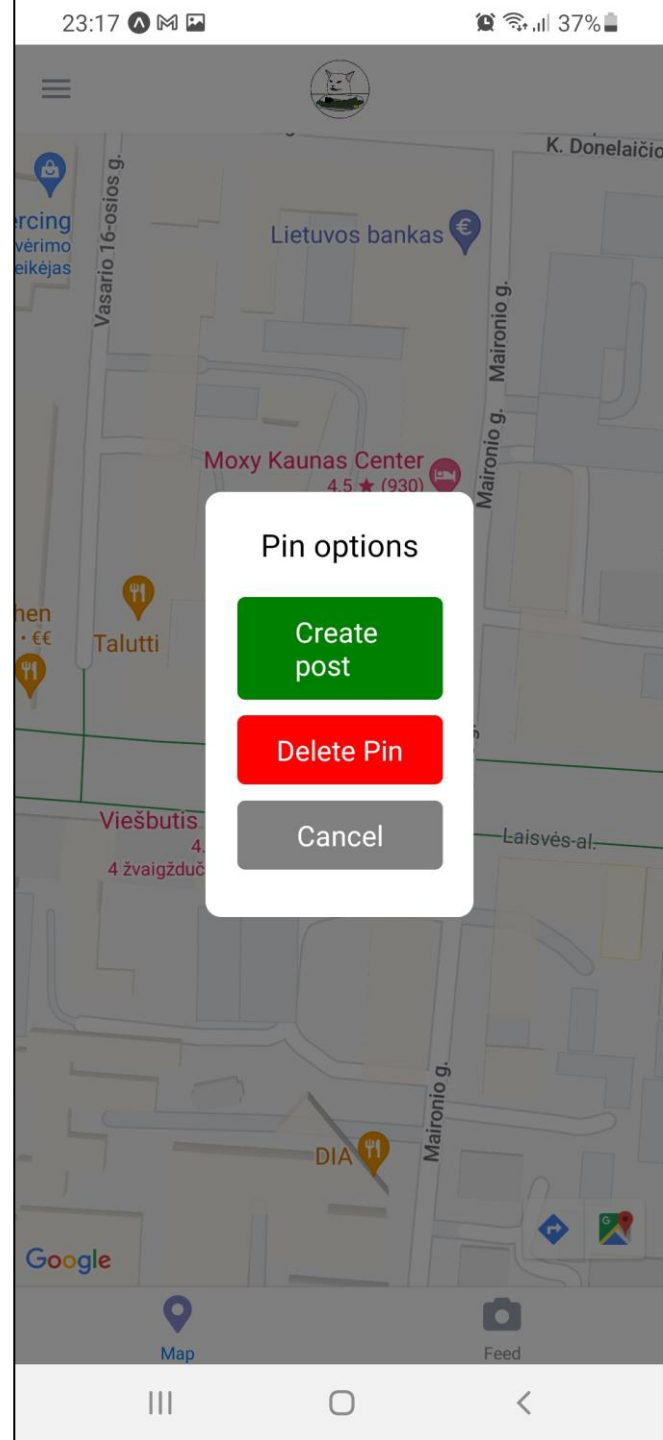 23:17
37%
K. Donelaičio
Vasario 16-osios g.
ercing
vėrimo
eikėjas
Lietuvos bankas
Maironio g.
Maironio g.
Moxy Kaunas Center
4.5 ★ (930)
Pin options
hen
· €€
Talutti
Create
post
Delete Pin
Viešbutis
4.
4 žvaigžduč
Cancel
Laisvės al.
Maironio g.
DIA
Google
Map
Feed